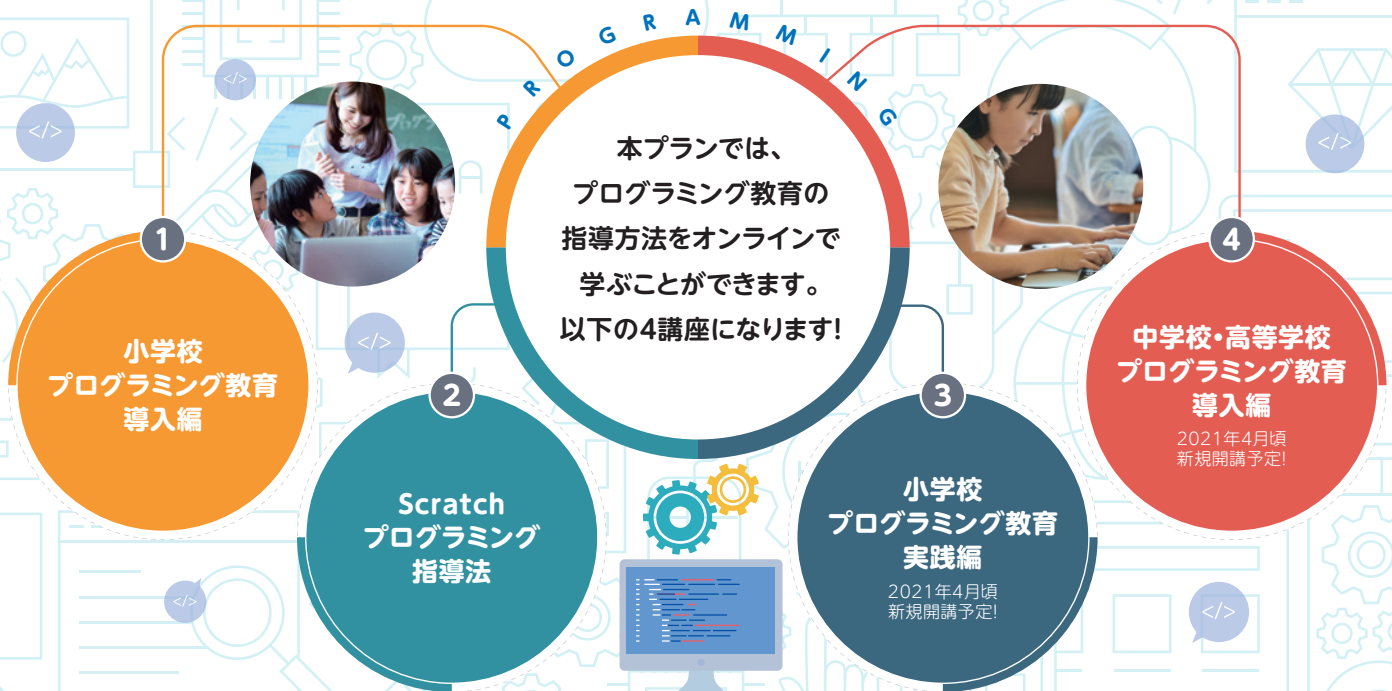 PROGRAMMING
本プランでは、
プログラミング教育の
指導方法をオンラインで
学ぶことができます。
以下の4講座になります!
1
小学校
プログラミング教育
導入編
2
Scratch
プログラミング
指導法
3
小学校
プログラミング教育
実践編
2021年4月頃
新規開講予定!
4
中学校・高等学校
プログラミング教育
導入編
2021年4月頃
新規開講予定!
</>
</>
</>
</>
</>
</>